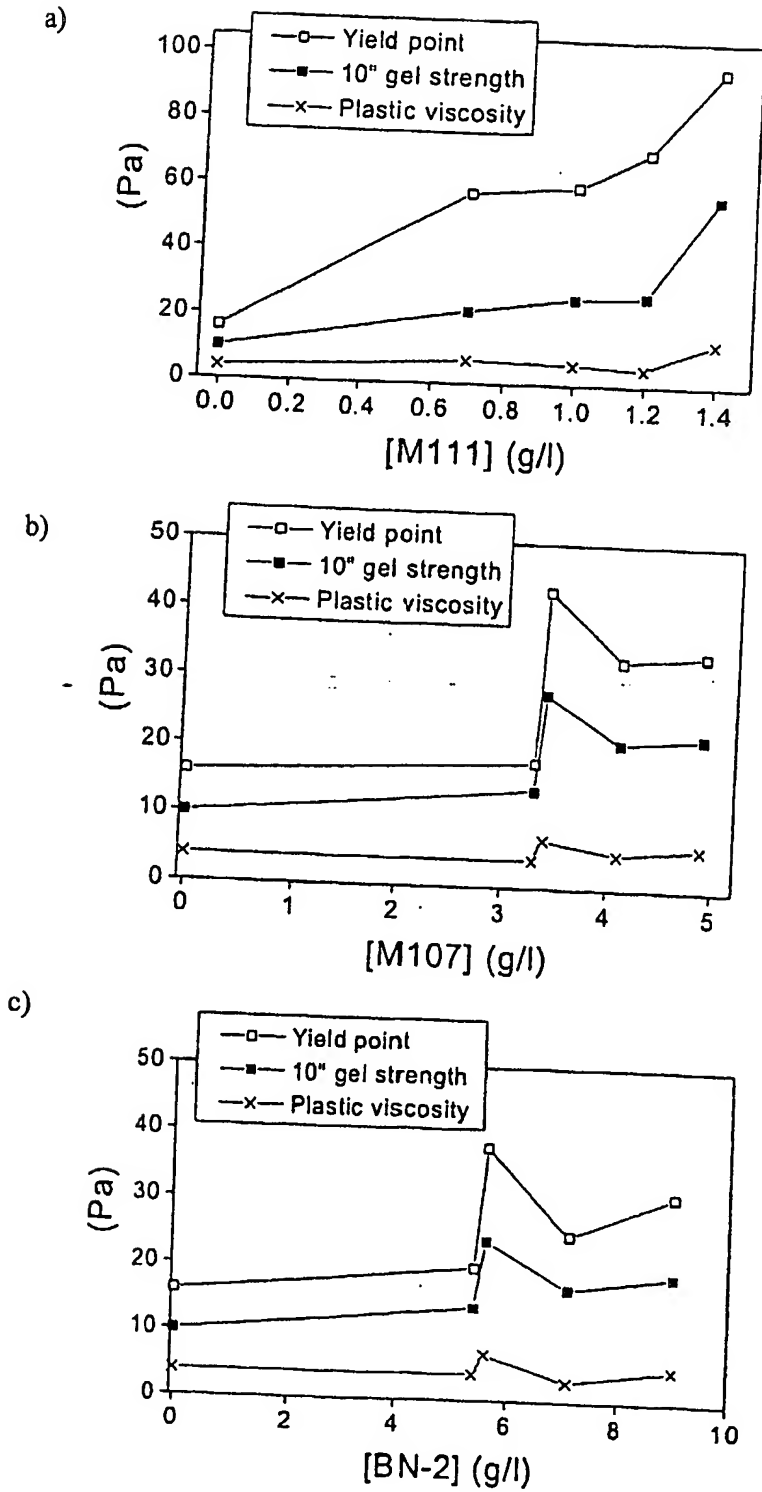 a)
Yield point
10" gel strength
Plastic viscosity
100
80
60
40
20
0
(Pa)
0.0 0.2 0.4 0.6 0.8 1.0 1.2 1.4
[M111] (g/l)
b)
Yield point
10" gel strength
Plastic viscosity
50
40
30
20
10
0
(Pa)
0 1 2 3 4 5
[M107] (g/l)
c)
Yield point
10" gel strength
Plastic viscosity
50
40
30
20
10
0
(Pa)
0 2 4 6 8 10
[BN-2] (g/l)